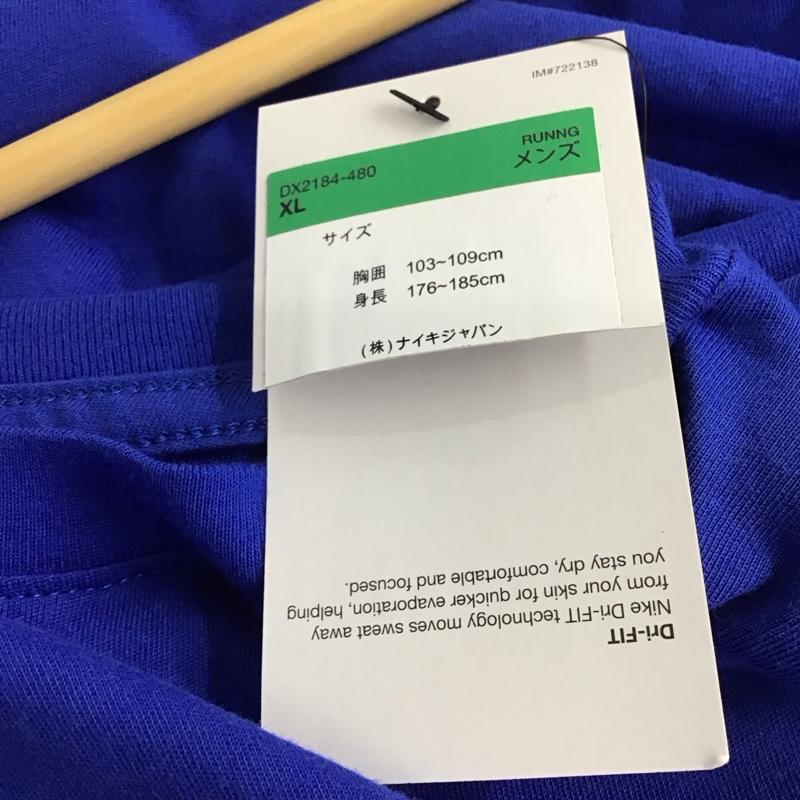 IM#722138
DX2184-480
RUNNG
XL
メンズ
サイズ
胸囲 103~109cm
身長 176~185cm
(株)ナイキジャパン
Dri-FIT
Nike Dri-FIT technology moves sweat away
from your skin for quicker evaporation, helping
you stay dry, comfortable and focused.